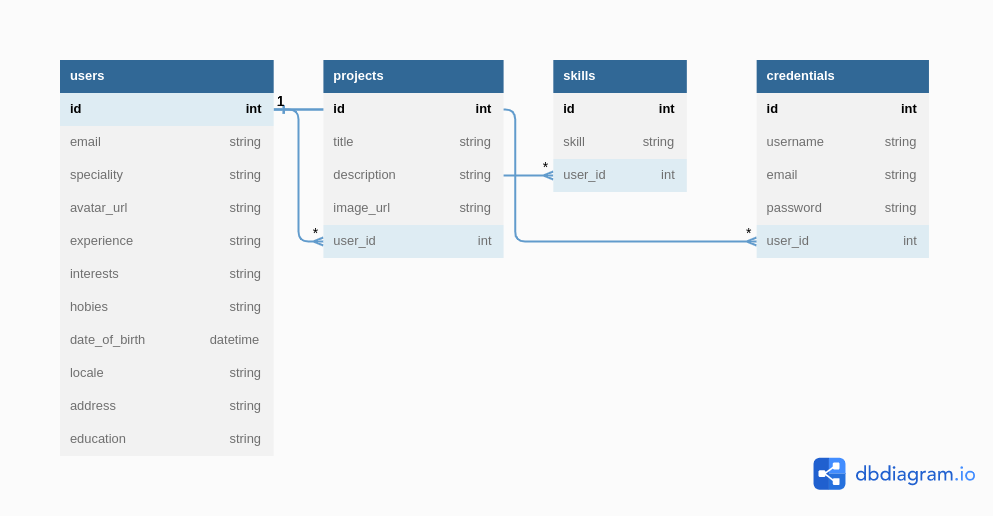 users
id int
email string
speciality string
avatar_url string
experience string
interests string
hobies string
date_of_birth datetime
locale string
address string
education string
1
*
projects
id int
title string
description string
image_url string
user_id int
*
skills
id int
skill string
user_id int
*
credentials
id int
username string
email string
password string
user_id int
dbdiagram.io